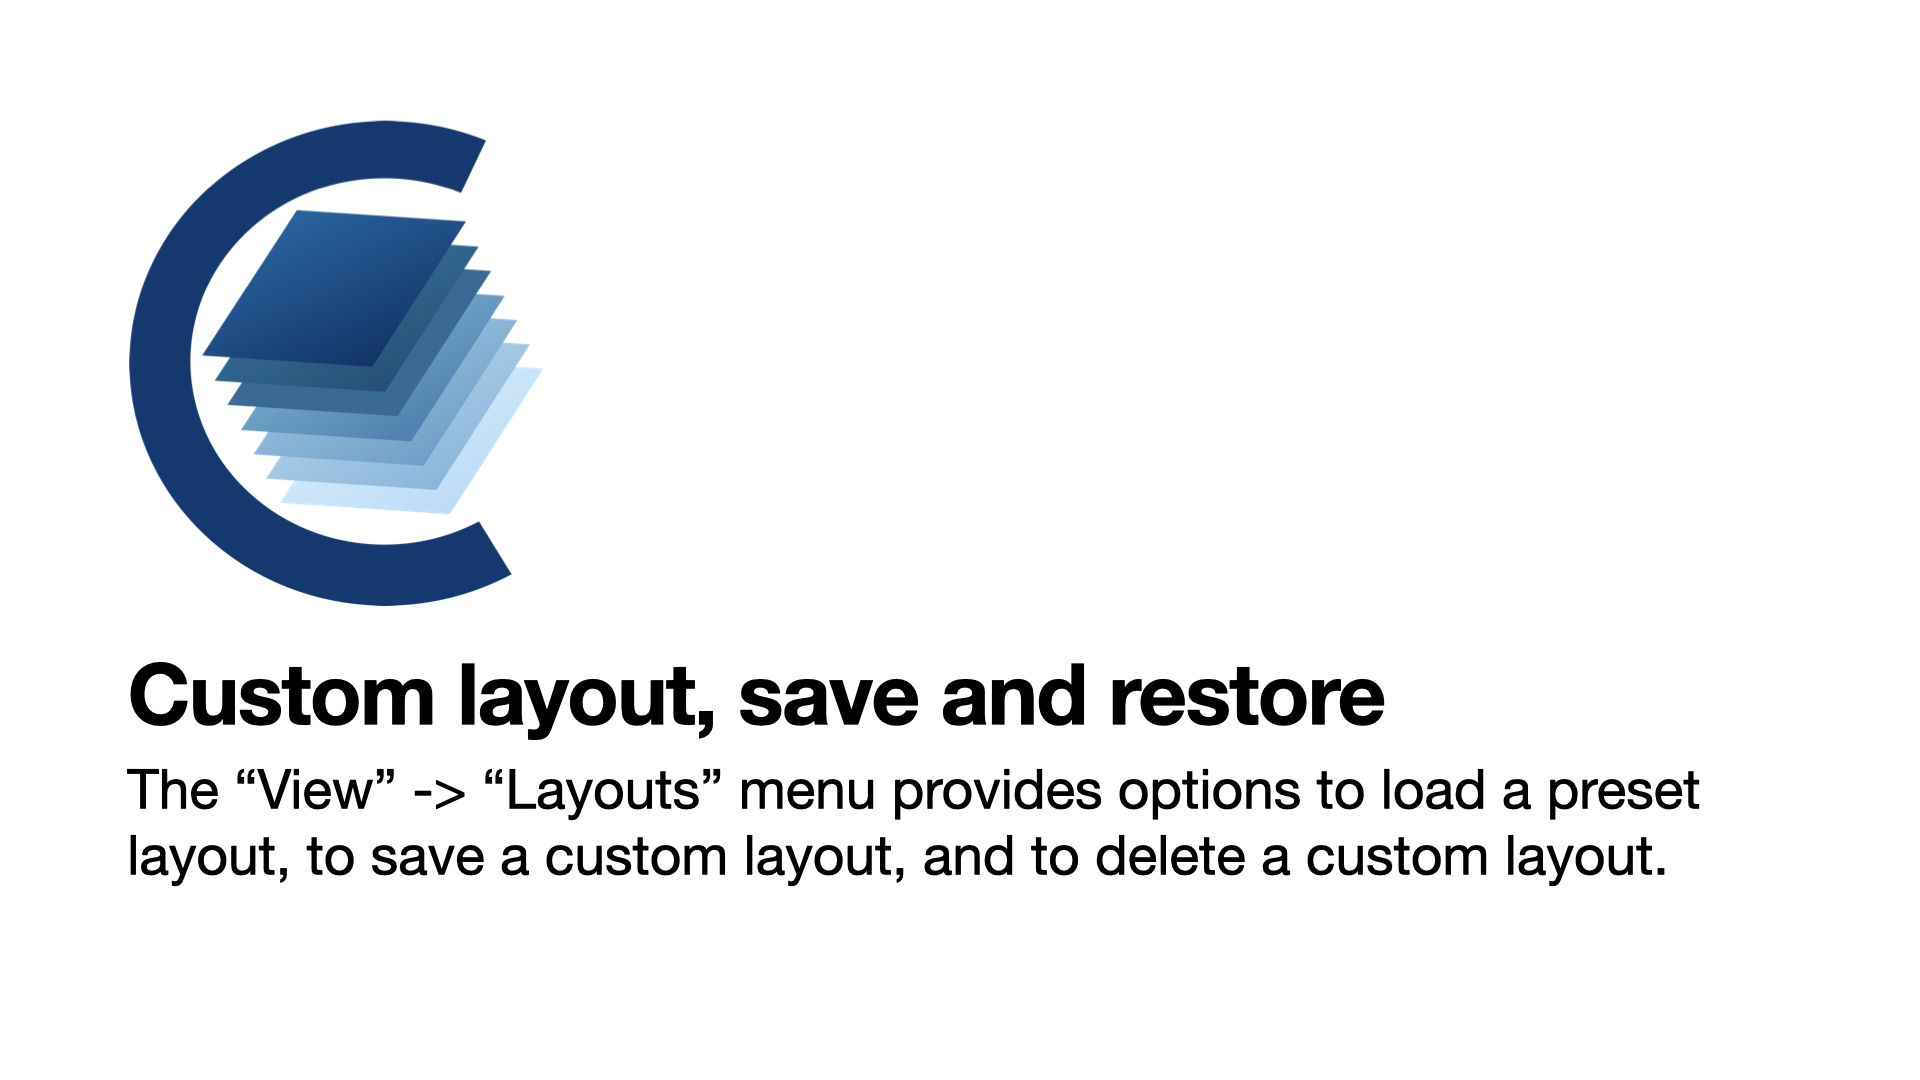 Custom layout, save and restore
The “View” -> “Layouts” menu provides options to load a preset
layout, to save a custom layout, and to delete a custom layout.